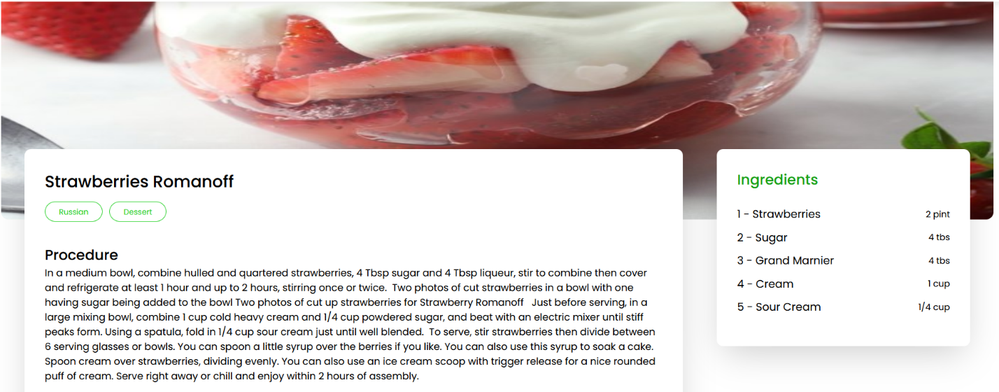 Strawberries Romanoff
Russian Dessert
Procedure
In a medium bowl, combine hulled and quartered strawberries, 4 Tbsp sugar and 4 Tbsp liqueur, stir to combine then cover
and refrigerate at least 1 hour and up to 2 hours, stirring once or twice.  Two photos of cut strawberries in a bowl with one
having sugar being added to the bowl Two photos of cut up strawberries for Strawberry Romanoff   Just before serving, in a
large mixing bowl, combine 1 cup cold heavy cream and 1/4 cup powdered sugar, and beat with an electric mixer until stiff
peaks form. Using a spatula, fold in 1/4 cup sour cream just until well blended.  To serve, stir strawberries then divide between
6 serving glasses or bowls. You can spoon a little syrup over the berries if you like. You can also use this syrup to soak a cake.
Spoon cream over strawberries, dividing evenly. You can also use an ice cream scoop with trigger release for a nice rounded
puff of cream. Serve right away or chill and enjoy within 2 hours of assembly.
Ingredients
1 - Strawberries 2 pint
2 - Sugar 4 tbs
3 - Grand Marnier 4 tbs
4 - Cream 1 cup
5 - Sour Cream 1/4 cup